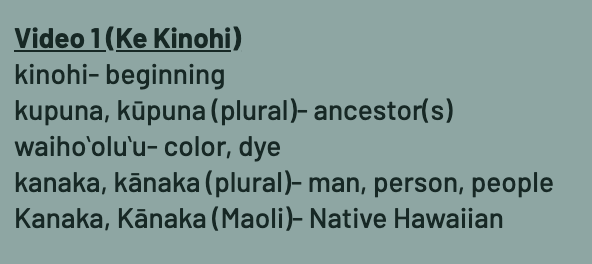 Video 1 (Ke Kinohi)
kinohi- beginning
kupuna, kūpuna (plural)- ancestor(s)
waihoʽoluʽu- color, dye
kanaka, kānaka (plural)- man, person, people
Kanaka, Kānaka (Maoli)- Native Hawaiian